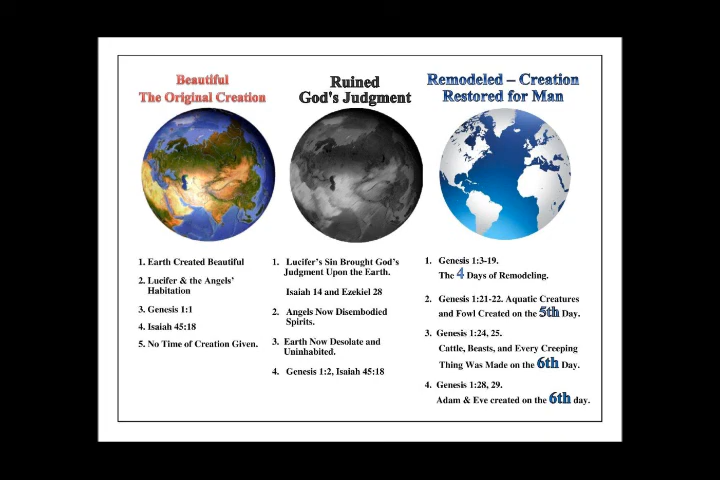 Beautiful
The Original Creation
1. Earth Created Beautiful
2. Lucifer & the Angels'
Habitation
3. Genesis 1:1
4. Isaiah 45:18
5. No Time of Creation Given.
Ruined
God's Judgment
1. Lucifer's Sin Brought God's
Judgment Upon the Earth.
Isaiah 14 and Ezekiel 28
2. Angels Now Disembodied
Spirits.
3. Earth Now Desolate and
Uninhabited.
4. Genesis 1:2, Isaiah 45:18
Remodeled – Creation
Restored for Man
1. Genesis 1:3-19.
The 4 Days of Remodeling.
2. Genesis 1:21-22. Aquatic Creatures
and Fowl Created on the 5th Day.
3. Genesis 1:24, 25.
Cattle, Beasts, and Every Creeping
Thing Was Made on the 6th Day.
4. Genesis 1:28, 29.
Adam & Eve created on the 6th day.